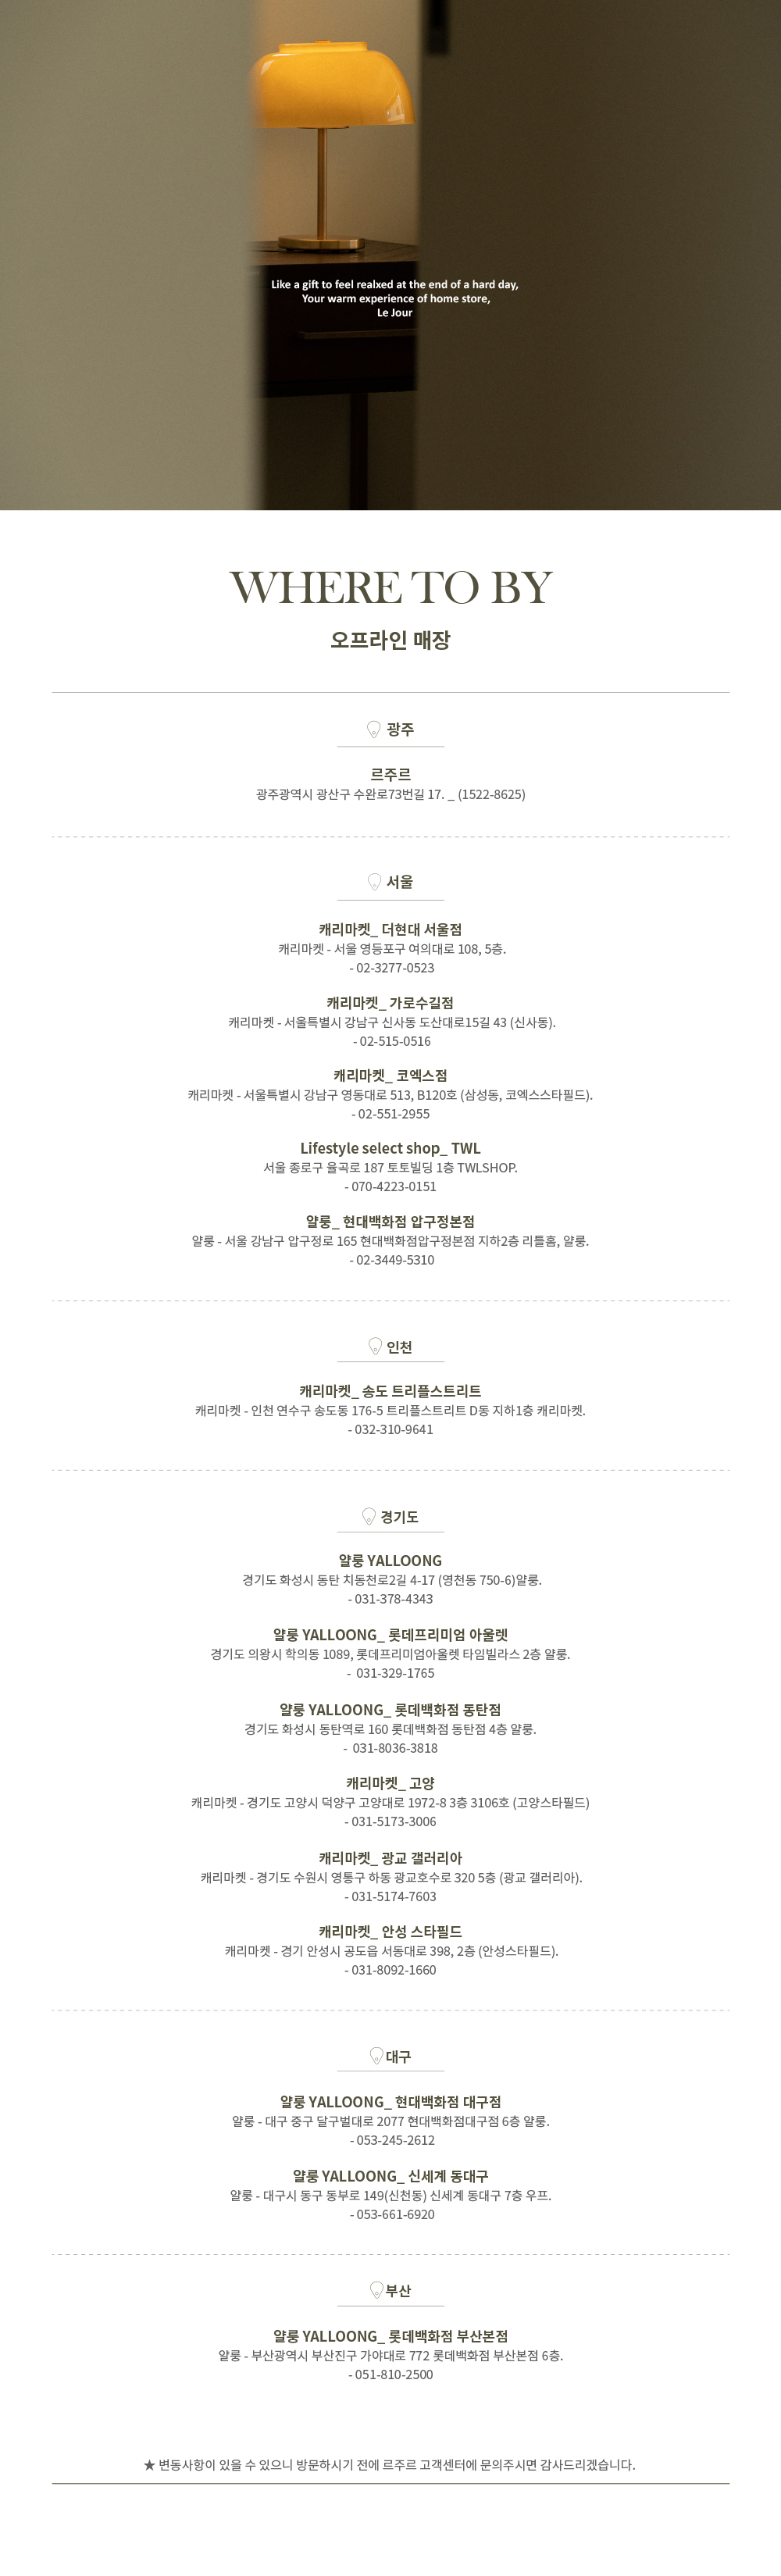 Like a gift to feel realxed at the end of a hard day,
Your warm experience of home store,
Le Jour
WHERE TO BY
오프라인 매장
광주
르주르
광주광역시 광산구 수완로73번길 17. _ (1522-8625)
서울
캐리마켓_ 더현대 서울점
캐리마켓 - 서울 영등포구 여의대로 108, 5층.
- 02-3277-0523
캐리마켓_ 가로수길점
캐리마켓 - 서울특별시 강남구 신사동 도산대로15길 43 (신사동).
- 02-515-0516
캐리마켓_ 코엑스점
캐리마켓 - 서울특별시 강남구 영동대로 513, B120호 (삼성동, 코엑스스타필드).
- 02-551-2955
Lifestyle select shop_ TWL
서울 종로구 율곡로 187 토토빌딩 1층 TWLSHOP.
- 070-4223-0151
얄룽_ 현대백화점 압구정본점
얄룽 - 서울 강남구 압구정로 165 현대백화점압구정본점 지하2층 리틀홈, 얄룽.
- 02-3449-5310
인천
캐리마켓_ 송도 트리플스트리트
캐리마켓 - 인천 연수구 송도동 176-5 트리플스트리트 D동 지하1층 캐리마켓.
- 032-310-9641
경기도
얄룽 YALLOONG
경기도 화성시 동탄 치동천로2길 4-17 (영천동 750-6)얄룽.
- 031-378-4343
얄룽 YALLOONG_ 롯데프리미엄 아울렛
경기도 의왕시 학의동 1089, 롯데프리미엄아울렛 타임빌라스 2층 얄룽.
- 031-329-1765
얄룽 YALLOONG_ 롯데백화점 동탄점
경기도 화성시 동탄역로 160 롯데백화점 동탄점 4층 얄룽.
- 031-8036-3818
캐리마켓_ 고양
캐리마켓 - 경기도 고양시 덕양구 고양대로 1972-8 3층 3106호 (고양스타필드)
- 031-5173-3006
캐리마켓_ 광교 갤러리아
캐리마켓 - 경기도 수원시 영통구 하동 광교호수로 320 5층 (광교 갤러리아).
- 031-5174-7603
캐리마켓_ 안성 스타필드
캐리마켓 - 경기 안성시 공도읍 서동대로 398, 2층 (안성스타필드).
- 031-8092-1660
대구
얄룽 YALLOONG_ 현대백화점 대구점
얄룽 - 대구 중구 달구벌대로 2077 현대백화점대구점 6층 얄룽.
- 053-245-2612
얄룽 YALLOONG_ 신세계 동대구
얄룽 - 대구시 동구 동부로 149(신천동) 신세계 동대구 7층 우프.
- 053-661-6920
부산
얄룽 YALLOONG_ 롯데백화점 부산본점
얄룽 - 부산광역시 부산진구 가야대로 772 롯데백화점 부산본점 6층.
- 051-810-2500
★ 변동사항이 있을 수 있으니 방문하시기 전에 르주르 고객센터에 문의주시면 감사드리겠습니다.